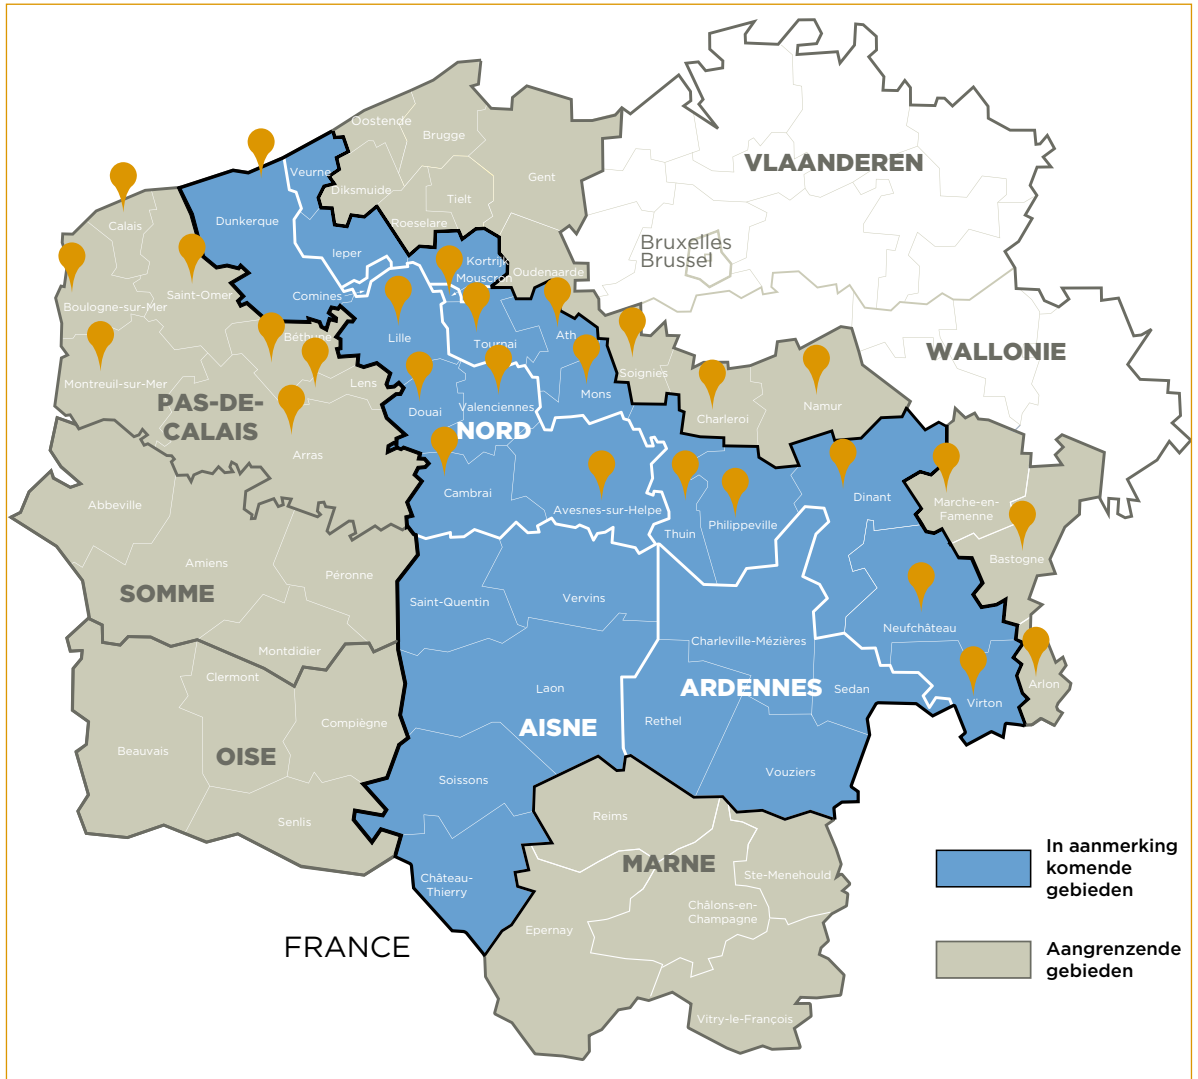 Oostende
Brugge
VLAANDEREN
Veurne
Gent
Diksmuide
Tielt
Calais
Dunkerque
Roeselare
Ieper
Bruxelles
Brussel
Kortrijk
Oudenaarde
Mouscron
Saint-Omer
Comines
Boulogne-sur-Mer
Béthune
Lille
Tournai
Ath
WALLONIE
Soignies
Montreuil-sur-Mer
Lens
PAS-DE-
CALAIS
Mons
Douai
Valenciennes
NORD
Charleroi
Namur
Arras
Cambrai
Avesnes-sur-Helpe
Thuin
Philippeville
Dinant
Marche-en-
Famenne
Abbeville
Bastogne
Amiens
Péronne
SOMME
Saint-Quentin
Vervins
Neufchâteau
Charleville-Mézières
Montdidier
Clermont
Laon
ARDENNES
Sedan
Arlon
Virton
Compiègne
Rethel
AISNE
Beauvais
OISE
Soissons
Vouziers
Senlis
Reims
MARNE
Château-
Thierry
Ste-Menehould
Châlons-en-
Champagne
Epernay
FRANCE
Vitry-le-François
In aanmerking
komende
gebieden
Aangrenzende
gebieden